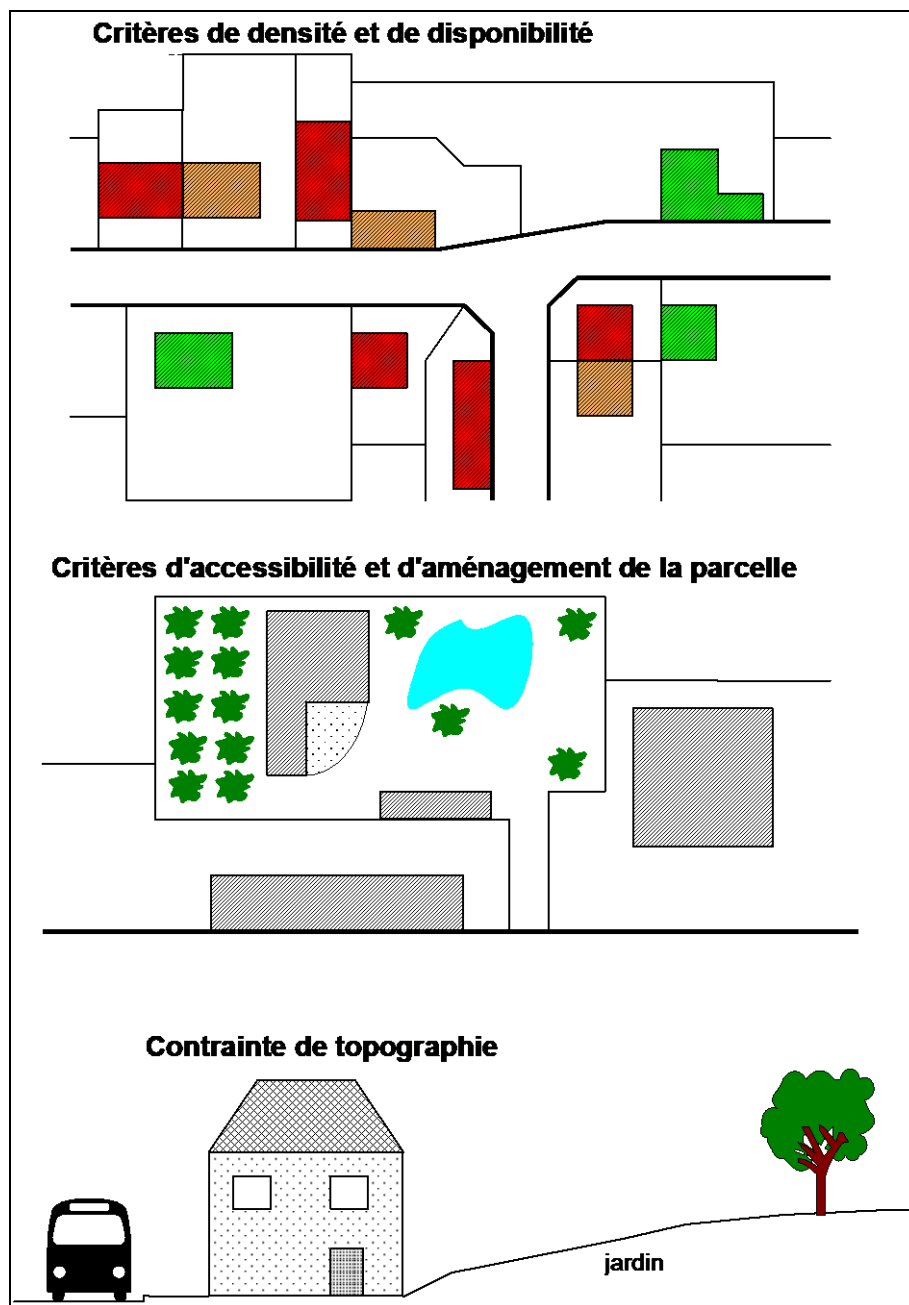 Critères de densité et de disponibilité
Critères d'accessibilité et d'aménagement de la parcelle
Contrainte de topographie
jardin